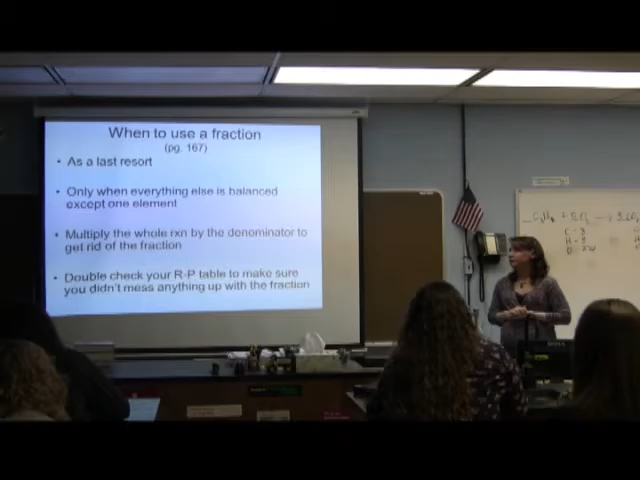 When to use a fraction
(pg. 167)
• As a last resort
• Only when everything else is balanced
except one element
• Multiply the whole rxn by the denominator to
get rid of the fraction
• Double check your R-P table to make sure
you didn't mess anything up with the fraction